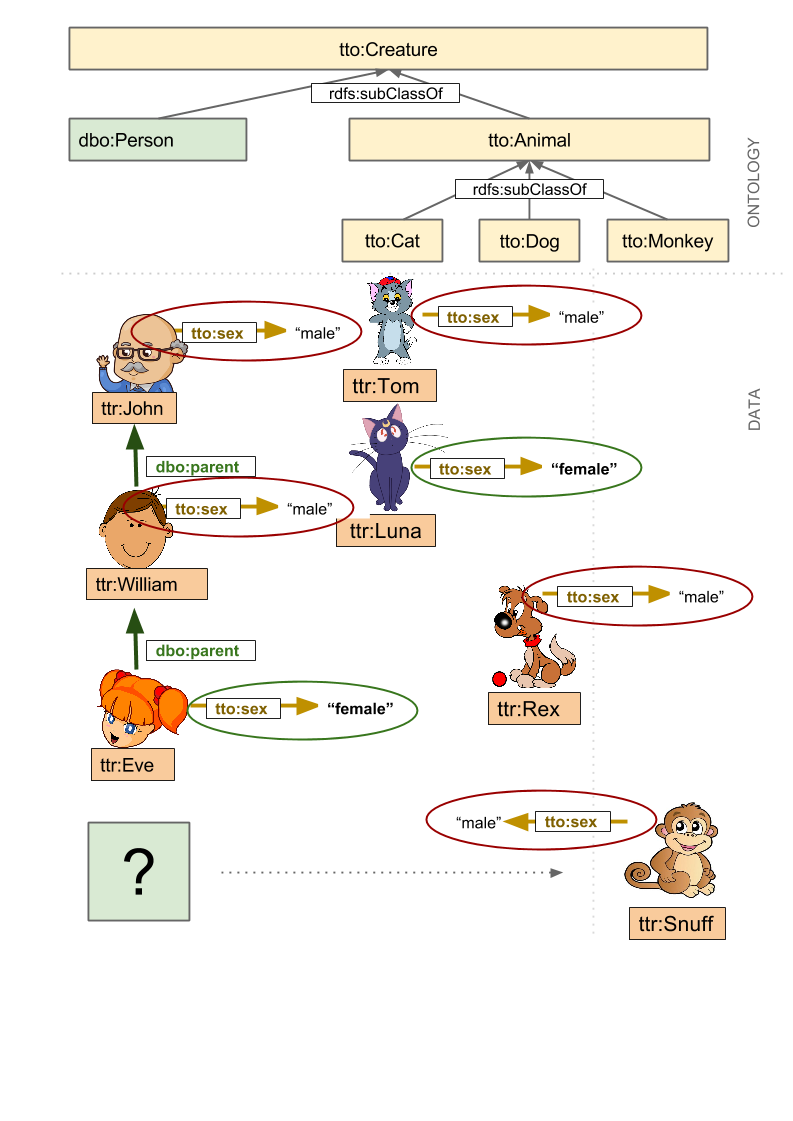 tto:Creature
rdfs:subClassOf
dbo:Person
tto:Animal
ONTOLOGY
rdfs:subClassOf
tto:Cat
tto:Dog
tto:Monkey
tto:sex
“male”
tto:sex
“male”
ttr:John
ttr:Tom
DATA
dbo:parent
tto:sex
“female”
tto:sex
“male”
ttr:Luna
ttr:William
tto:sex
“male”
dbo:parent
tto:sex
“female”
ttr:Rex
ttr:Eve
“male”
tto:sex
?
ttr:Snuff